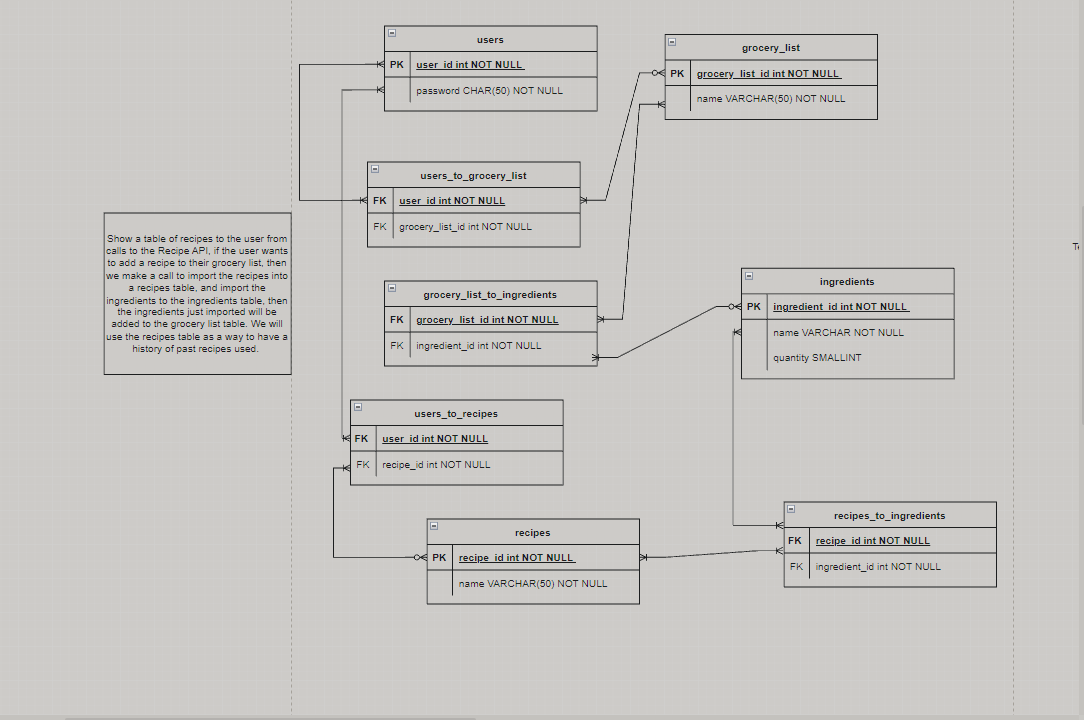 users
PK user_id int NOT NULL
password CHAR(50) NOT NULL
grocery_list
PK grocery_list_id int NOT NULL
name VARCHAR(50) NOT NULL
users_to_grocery_list
FK user_id int NOT NULL
FK grocery_list_id int NOT NULL
Show a table of recipes to the user from
calls to the Recipe API, if the user wants
to add a recipe to their grocery list, then
we make a call to import the recipes into
a recipes table, and import the
ingredients to the ingredients table, then
the ingredients just imported will be
added to the grocery list table. We will
use the recipes table as a way to have a
history of past recipes used.
grocery_list_to_ingredients
FK grocery_list_id int NOT NULL
FK ingredient_id int NOT NULL
ingredients
PK ingredient_id int NOT NULL
name VARCHAR NOT NULL
quantity SMALLINT
users_to_recipes
FK user_id int NOT NULL
FK recipe_id int NOT NULL
recipes
PK recipe_id int NOT NULL
name VARCHAR(50) NOT NULL
recipes_to_ingredients
FK recipe_id int NOT NULL
FK ingredient_id int NOT NULL